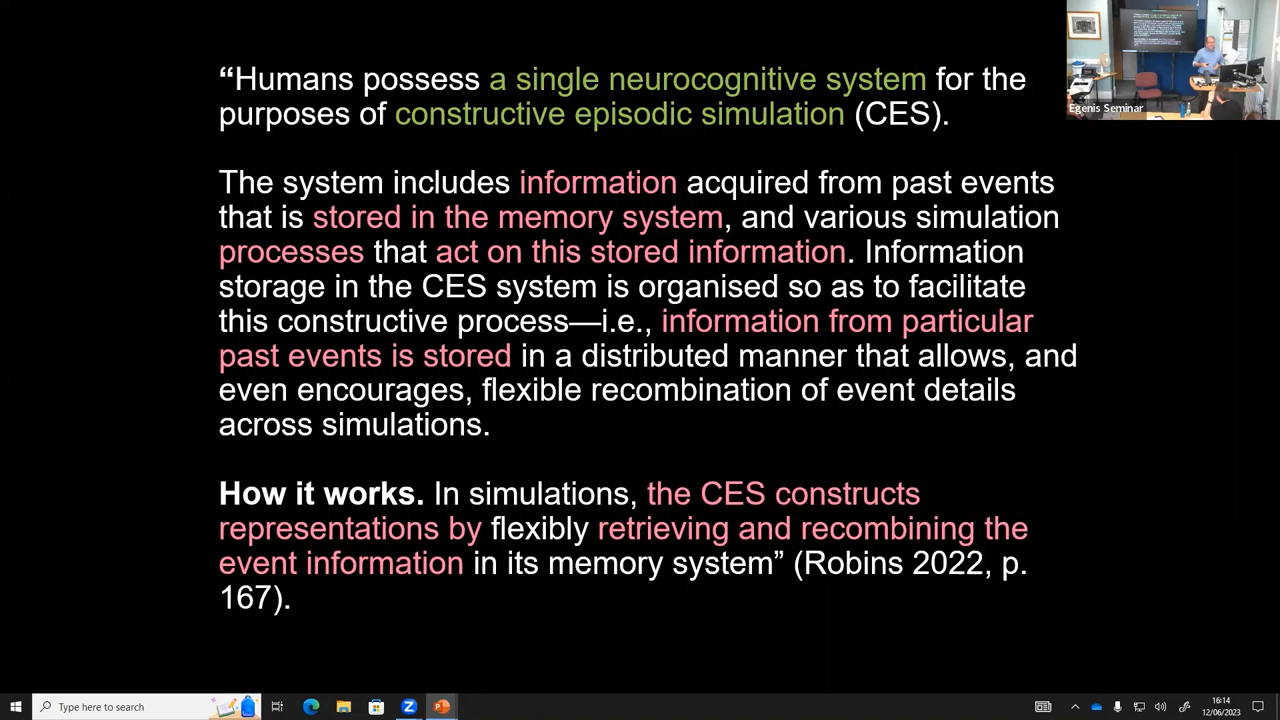 “Humans possess a single neurocognitive system for the
purposes of constructive episodic simulation (CES).
The system includes information acquired from past events
that is stored in the memory system, and various simulation
processes that act on this stored information. Information
storage in the CES system is organised so as to facilitate
this constructive process—i.e., information from particular
past events is stored in a distributed manner that allows, and
even encourages, flexible recombination of event details
across simulations.
How it works. In simulations, the CES constructs
representations by flexibly retrieving and recombining the
event information in its memory system” (Robins 2022, p.
167).
Egenis Seminar
Type here to search
16:14
12/06/2023